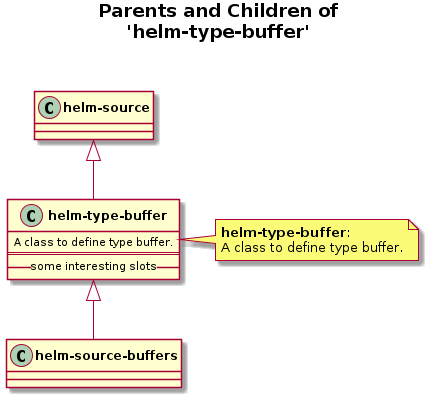 Parents and Children of
'helm-type-buffer'
C helm-source
C helm-type-buffer
A class to define type buffer.
some interesting slots
helm-type-buffer:
A class to define type buffer.
C helm-source-buffers